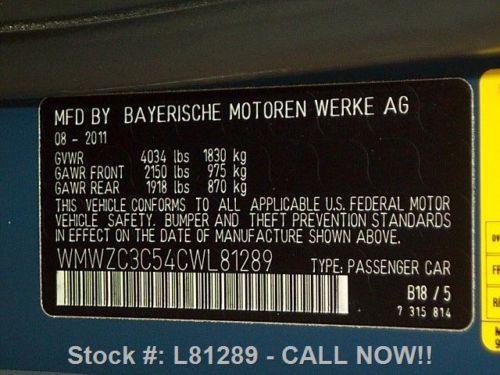 MFD BY BAYERISCHE MOTOREN WERKE AG
08 - 2011
GVWR 4034 lbs 1830 kg
GAWR FRONT 2150 lbs 975 kg
GAWR REAR 1918 lbs 870 kg
THIS VEHICLE CONFORMS TO ALL APPLICABLE U.S. FEDERAL MOTOR
VEHICLE SAFETY, BUMPER AND THEFT PREVENTION STANDARDS
IN EFFECT ON THE DATE OF MANUFACTURE SHOWN ABOVE.
WMWZC3C54CWL81289 TYPE: PASSENGER CAR
B18 / 5
7 315 814
Stock #: L81289 - CALL NOW!!